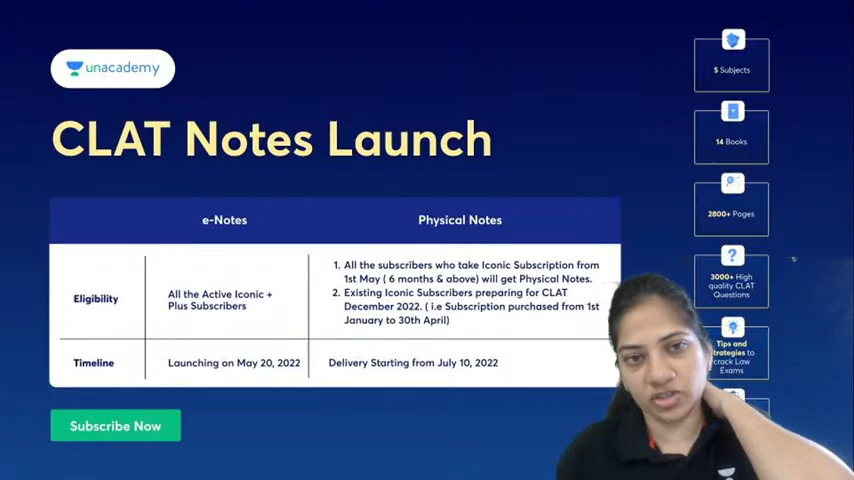 unacademy
CLAT Notes Launch
e-Notes
Physical Notes
Eligibility
All the Active Iconic +
Plus Subscribers
1. All the subscribers who take Iconic Subscription from
1st May ( 6 months & above) will get Physical Notes.
2. Existing Iconic Subscribers preparing for CLAT
December 2022. ( i.e Subscription purchased from 1st
January to 30th April)
Timeline
Launching on May 20, 2022
Delivery Starting from July 10, 2022
Subscribe Now
5 Subjects
14 Books
2800+ Pages
3000+ High
quality CLAT
Questions
Tips and
strategies to
crack Law
Exams